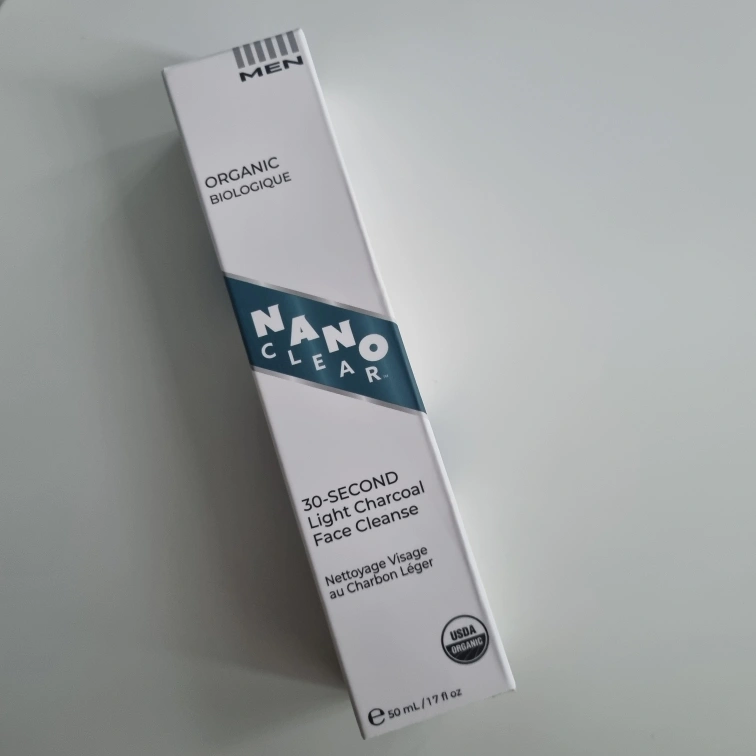 MEN
ORGANIC
BIOLOGIQUE
NANO
CLEAR™
30-SECOND
Light Charcoal
Face Cleanse
Nettoyage Visage
au Charbon Léger
USDA
ORGANIC
℮ 50 mL / 1 7 fl oz